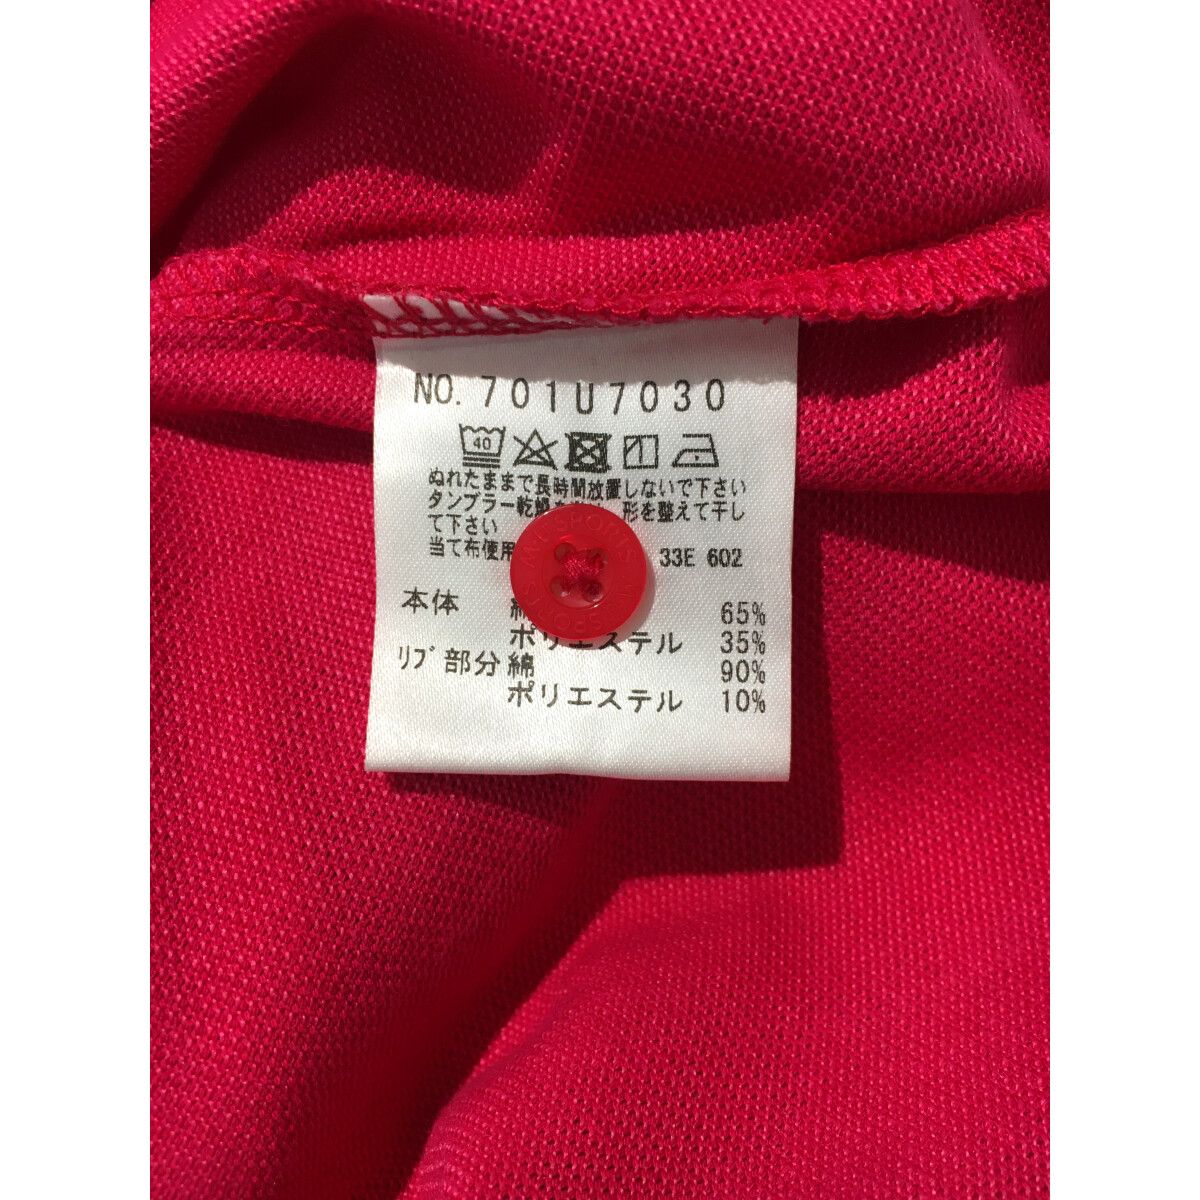 NO. 701U7030
40
ぬれたままで長時間放置しないで下さい
タンブラー乾燥 形を整えて干し
て下さい
当て布使用 33E 602
本体 65%
ポリエステル 35%
リブ部分 綿 90%
ポリエステル 10%
SPORTS